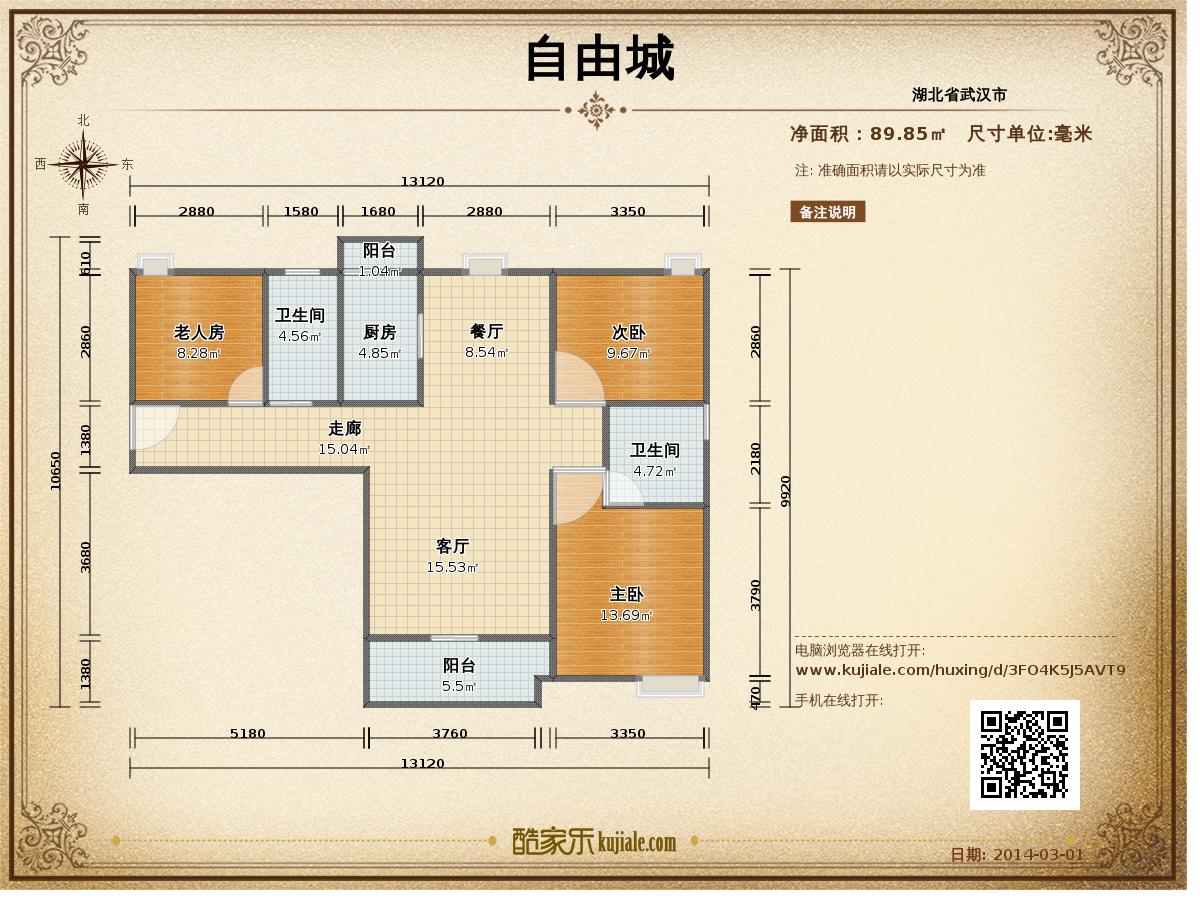 自由城
湖北省武汉市
净面积：89.85㎡ 尺寸单位:毫米
注: 准确面积请以实际尺寸为准
备注说明
北
西 东
南
13120
2880 1580 1680 2880 3350
610
2860
1380
3680
1380
10650
阳台
1.04㎡
老人房
8.28㎡
卫生间
4.56㎡
厨房
4.85㎡
餐厅
8.54㎡
次卧
9.67㎡
走廊
15.04㎡
卫生间
4.72㎡
客厅
15.53㎡
主卧
13.69㎡
阳台
5.5㎡
2860
2180
3790
470
9920
5180 3760 3350
13120
电脑浏览器在线打开:
www.kujiale.com/huxing/d/3FO4K5J5AVT9
手机在线打开:
酷家乐 kujiale.com
日期: 2014-03-01